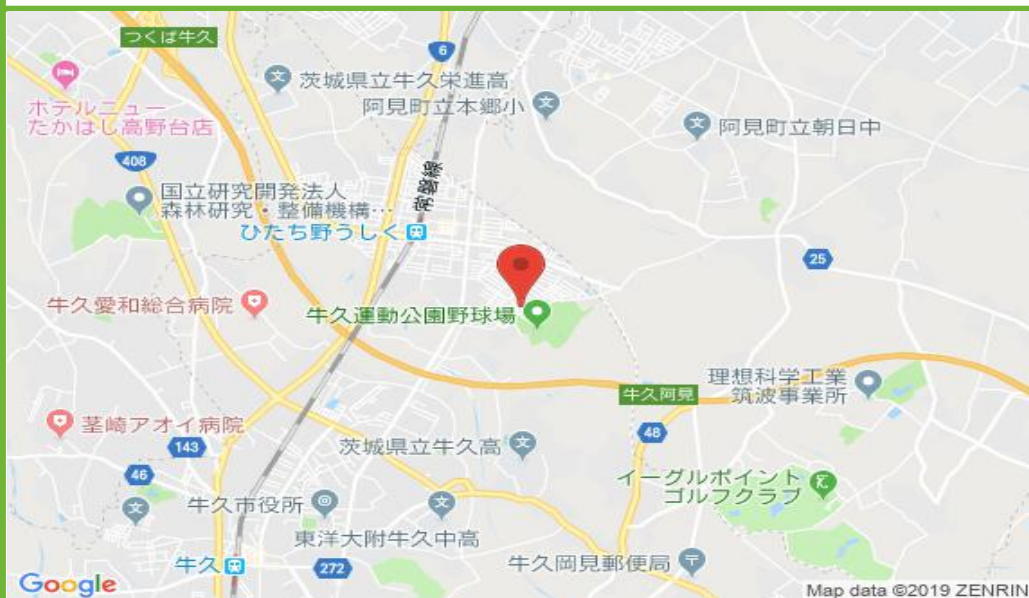 つくば牛久
6
茨城県立牛久栄進高
ホテルニュー
たかはし高野台店
阿見町立本郷小
阿見町立朝日中
408
常磐線
国立研究開発法人
森林研究・整備機構…
ひたち野うしく
25
牛久愛和総合病院
牛久運動公園野球場
理想科学工業
筑波事業所
牛久阿見
茎崎アオイ病院
143
茨城県立牛久高
48
46
イーグルポイント
ゴルフクラブ
牛久市役所
東洋大附牛久中高
牛久
272
牛久岡見郵便局
Google
Map data ©2019 ZENRIN